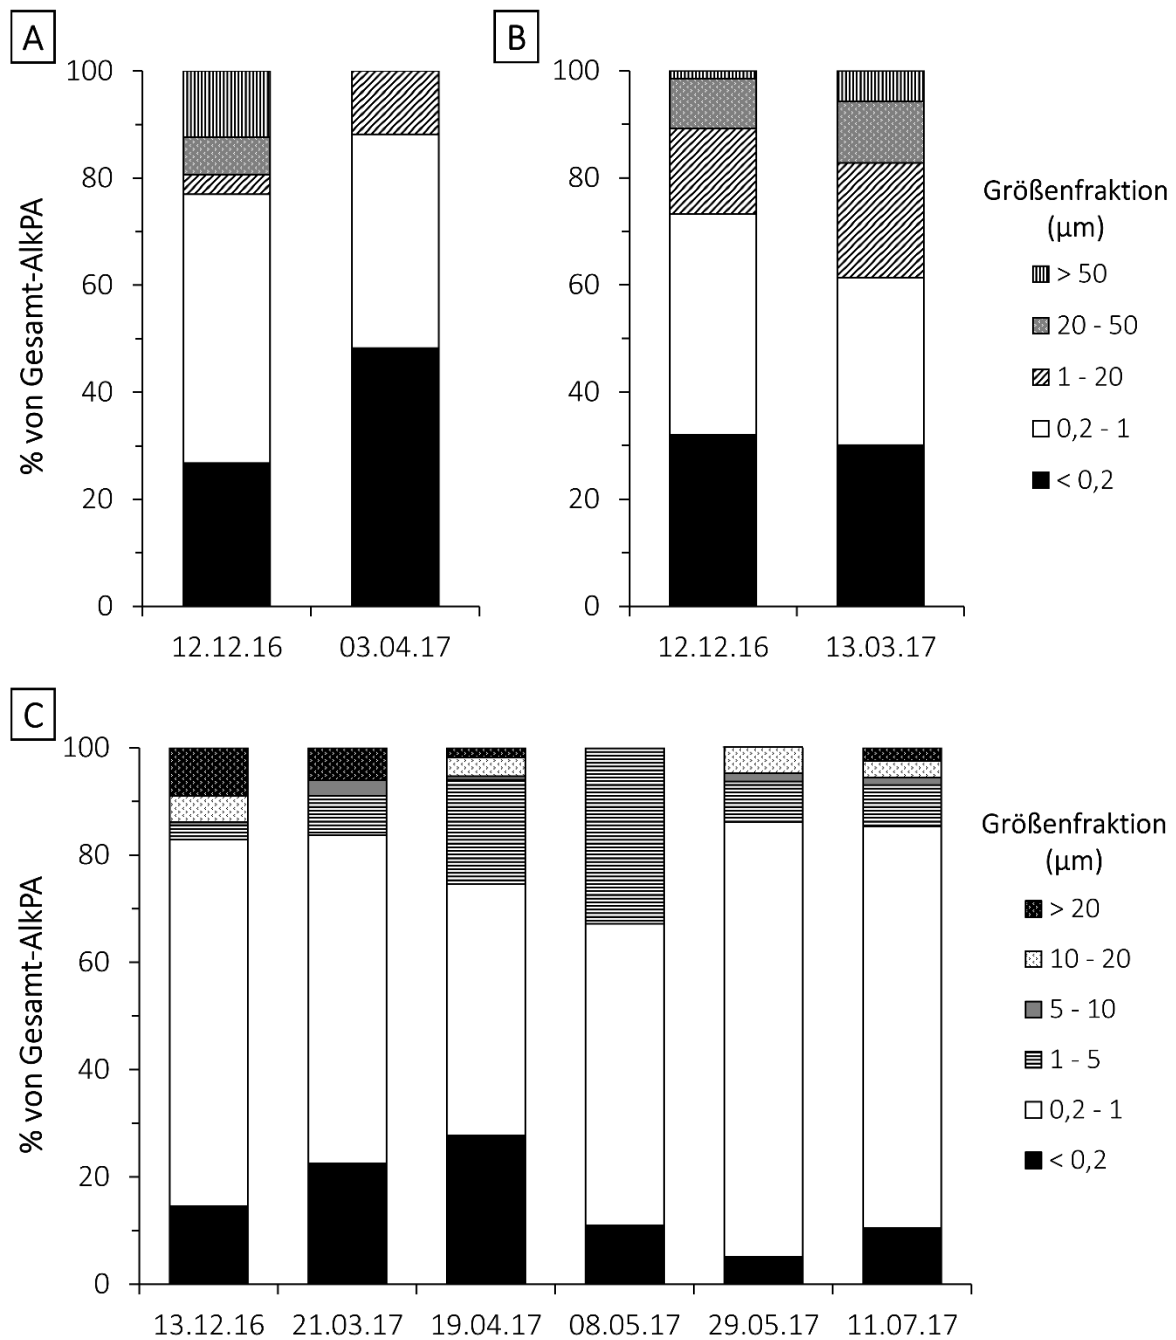 A
% von Gesamt-AlkPA
100
80
60
40
20
0
12.12.16 03.04.17
B
100
80
60
40
20
0
12.12.16 13.03.17
Größenfraktion
(µm)
> 50
20 - 50
1 - 20
0,2 - 1
< 0,2
C
% von Gesamt-AlkPA
100
80
60
40
20
0
13.12.16 21.03.17 19.04.17 08.05.17 29.05.17 11.07.17
Größenfraktion
(µm)
> 20
10 - 20
5 - 10
1 - 5
0,2 - 1
< 0,2